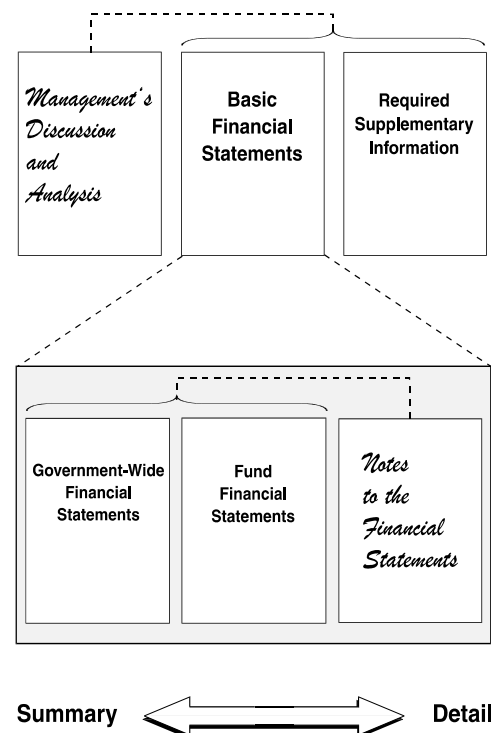 Management's
Discussion
and
Analysis
Basic
Financial
Statements
Required
Supplementary
Information
Government-Wide
Financial
Statements
Fund
Financial
Statements
Notes
to the
Financial
Statements
Summary
Detail